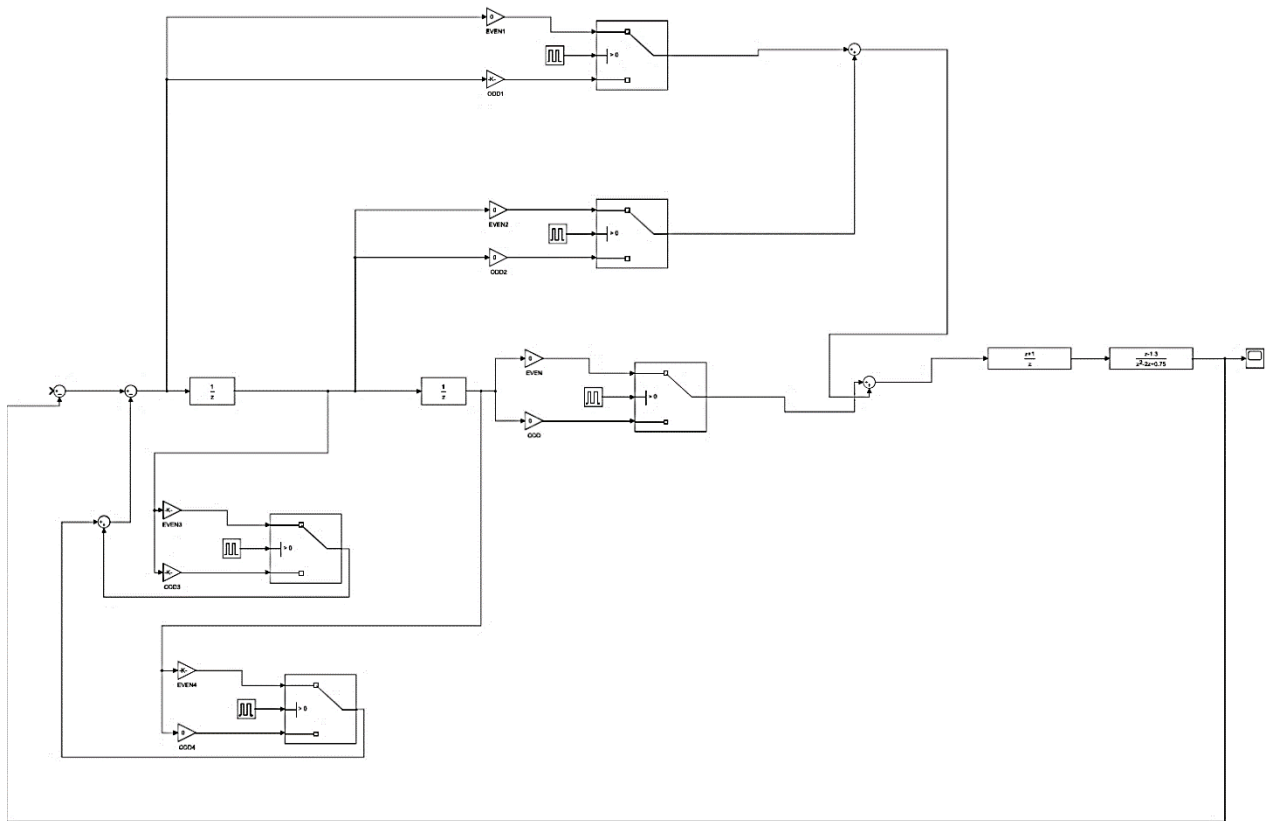 0
EVEN1
> 0
-K-
ODD1
0
EVEN2
> 0
0
ODD2
0
EVEN
> 0
0
ODD
z+1
z
z-1.3
z²-2z+0.75
1
z
1
z
-K-
EVEN3
> 0
-K-
ODD3
-K-
EVEN4
> 0
0
ODD4